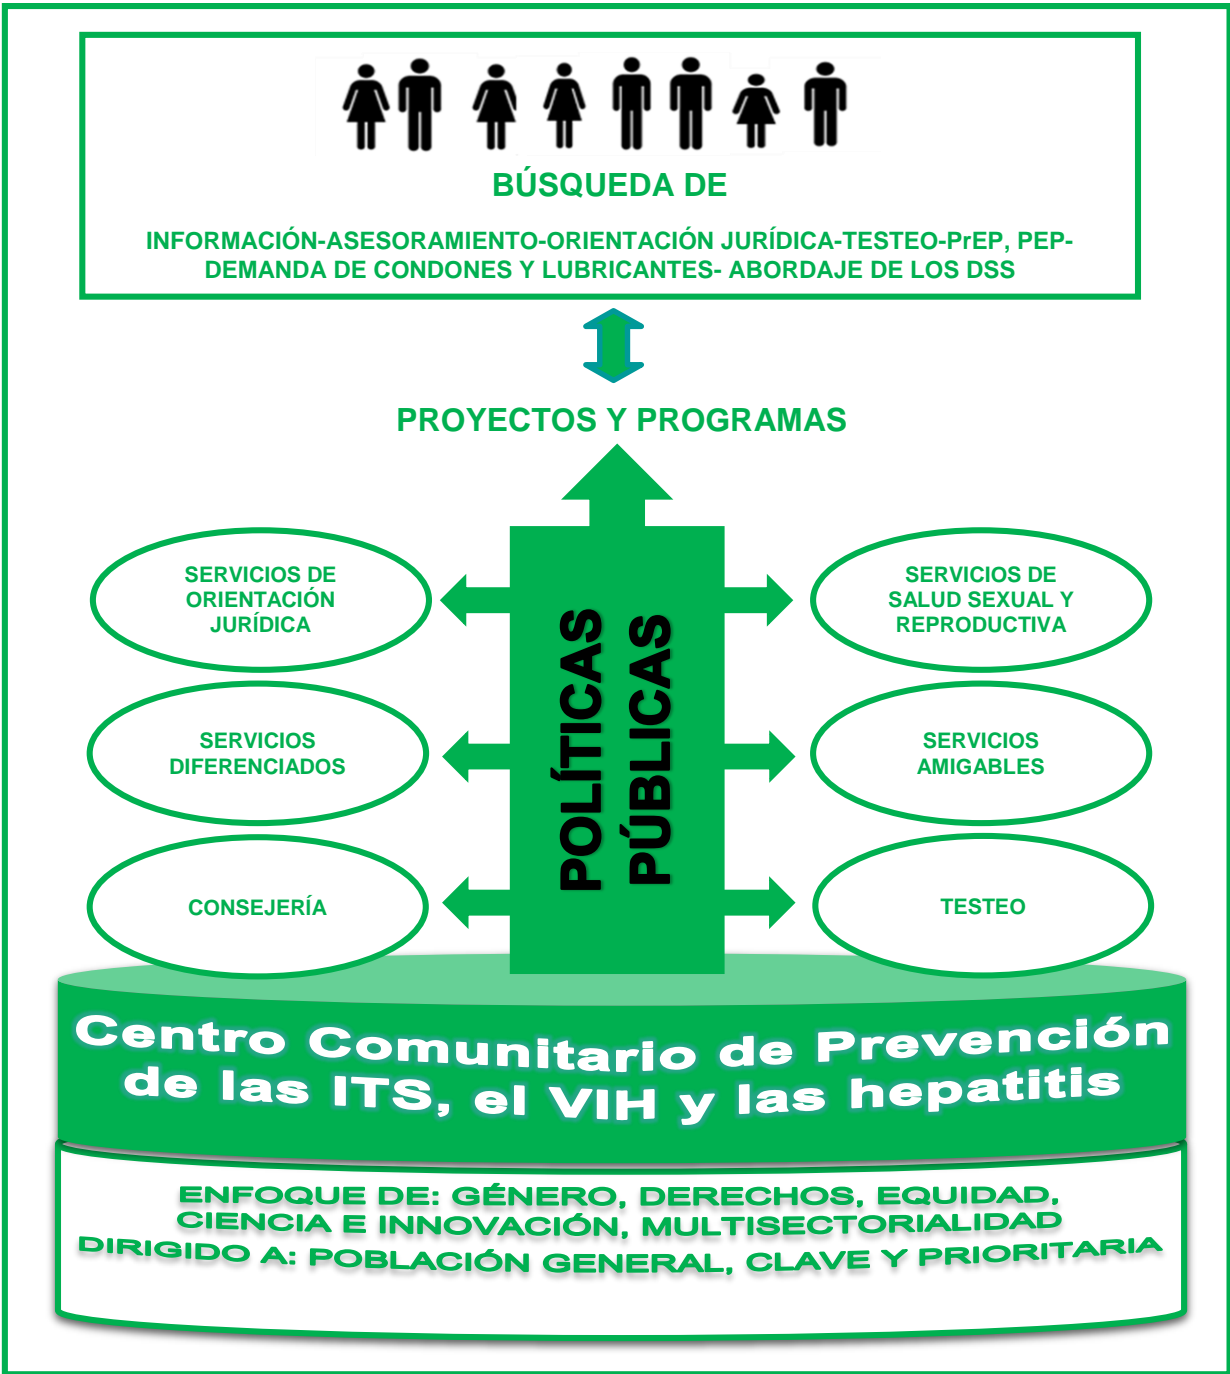 BÚSQUEDA DE
INFORMACIÓN-ASESORAMIENTO-ORIENTACIÓN JURÍDICA-TESTEO-PrEP, PEP-
DEMANDA DE CONDONES Y LUBRICANTES- ABORDAJE DE LOS DSS
PROYECTOS Y PROGRAMAS
SERVICIOS DE
ORIENTACIÓN
JURÍDICA
SERVICIOS DE
SALUD SEXUAL Y
REPRODUCTIVA
POLÍTICAS
PÚBLICAS
SERVICIOS
DIFERENCIADOS
SERVICIOS
AMIGABLES
CONSEJERÍA
TESTEO
Centro Comunitario de Prevención
de las ITS, el VIH y las hepatitis
ENFOQUE DE: GÉNERO, DERECHOS, EQUIDAD,
CIENCIA E INNOVACIÓN, MULTISECTORIALIDAD
DIRIGIDO A: POBLACIÓN GENERAL, CLAVE Y PRIORITARIA